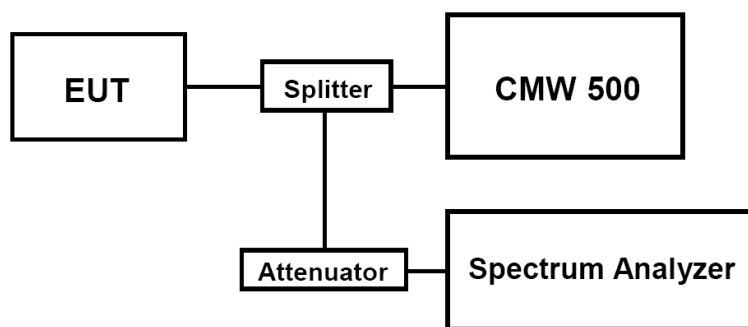 EUT
Splitter
CMW 500
Attenuator
Spectrum Analyzer